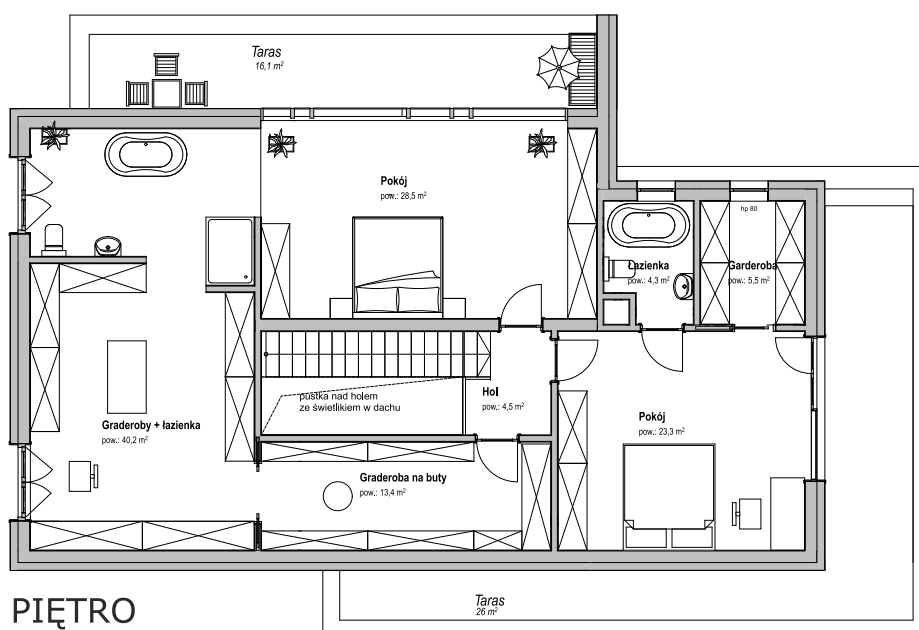 Taras
16,1 m²
Pokój
pow.: 28,5 m²
hp 80
Łazienka
pow.: 4,3 m²
Garderoba
pow.: 5,5 m²
pustka nad holem
ze świetlikiem w dachu
Hol
pow.: 4,5 m²
Graderoby + łazienka
pow.: 40,2 m²
Pokój
pow.: 23,3 m²
Graderoba na buty
pow.: 13,4 m²
Taras
26 m²
PIĘTRO